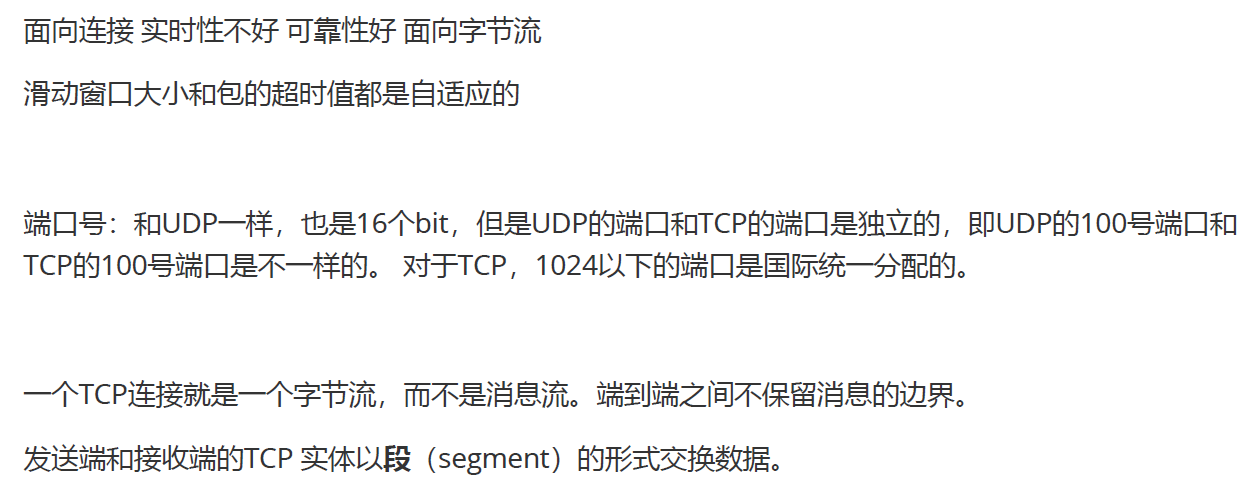 面向连接 实时性不好 可靠性好 面向字节流
滑动窗口大小和包的超时值都是自适应的
端口号：和UDP一样，也是16个bit，但是UDP的端口和TCP的端口是独立的，即UDP的100号端口和
TCP的100号端口是不一样的。 对于TCP，1024以下的端口是国际统一分配的。
一个TCP连接就是一个字节流，而不是消息流。端到端之间不保留消息的边界。
发送端和接收端的TCP 实体以段（segment）的形式交换数据。